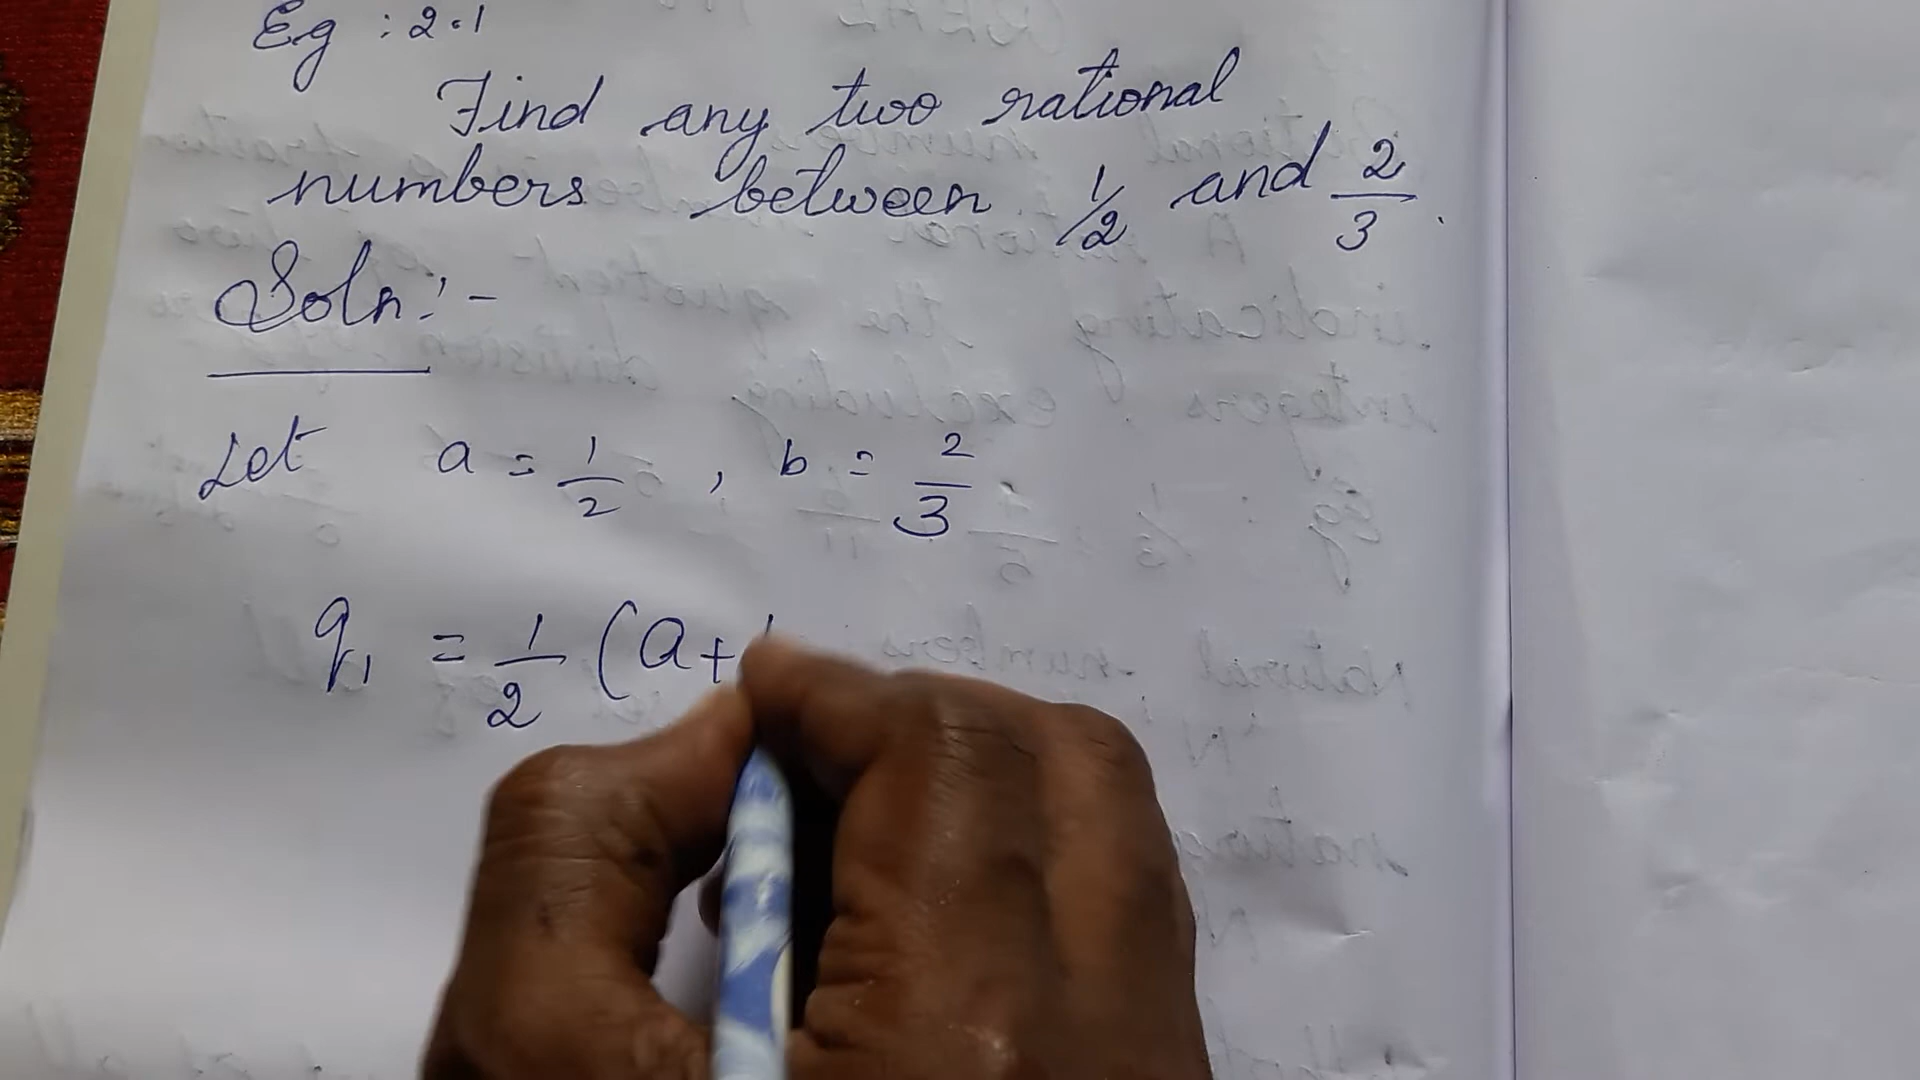 Eg : 2.1
Find any two rational
numbers between 1/2 and 2/3.
Soln:-
Let a = 1/2 , b = 2/3
q1 = 1/2 (a+